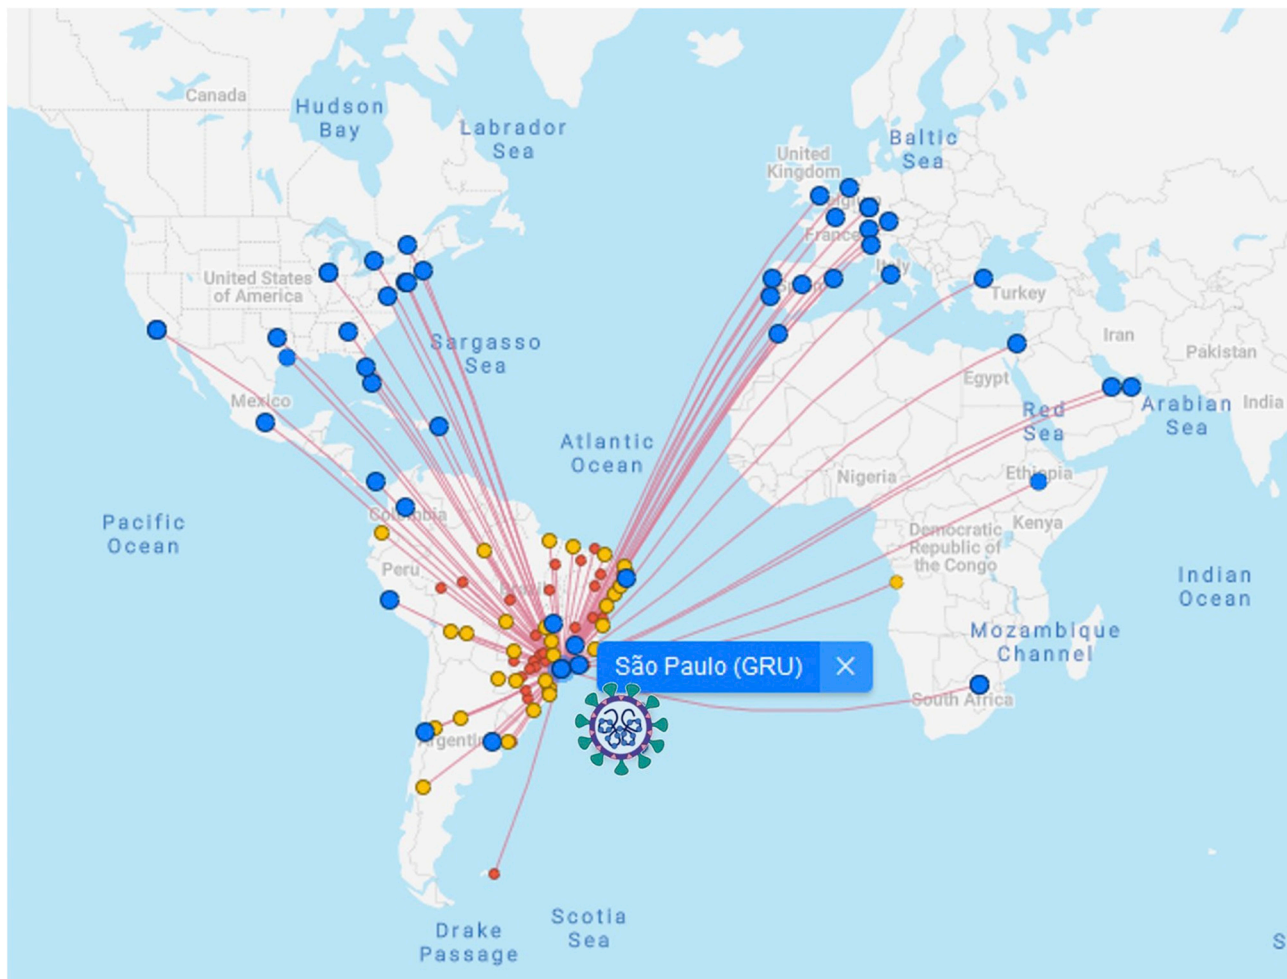 Canada
Hudson
Bay
Labrador
Sea
United
Kingdom
Baltic
Sea
France
United States
of America
Italy
Turkey
Sargasso
Sea
Iran
Pakistan
Egypt
India
Mexico
Red
Sea
Arabian
Sea
Atlantic
Ocean
Nigeria
Ethiopia
Colombia
Pacific
Ocean
Kenya
Democratic
Republic of
the Congo
Peru
Brazil
Indian
Ocean
Mozambique
Channel
São Paulo (GRU) ×
South Africa
Argentina
Drake
Passage
Scotia
Sea
S